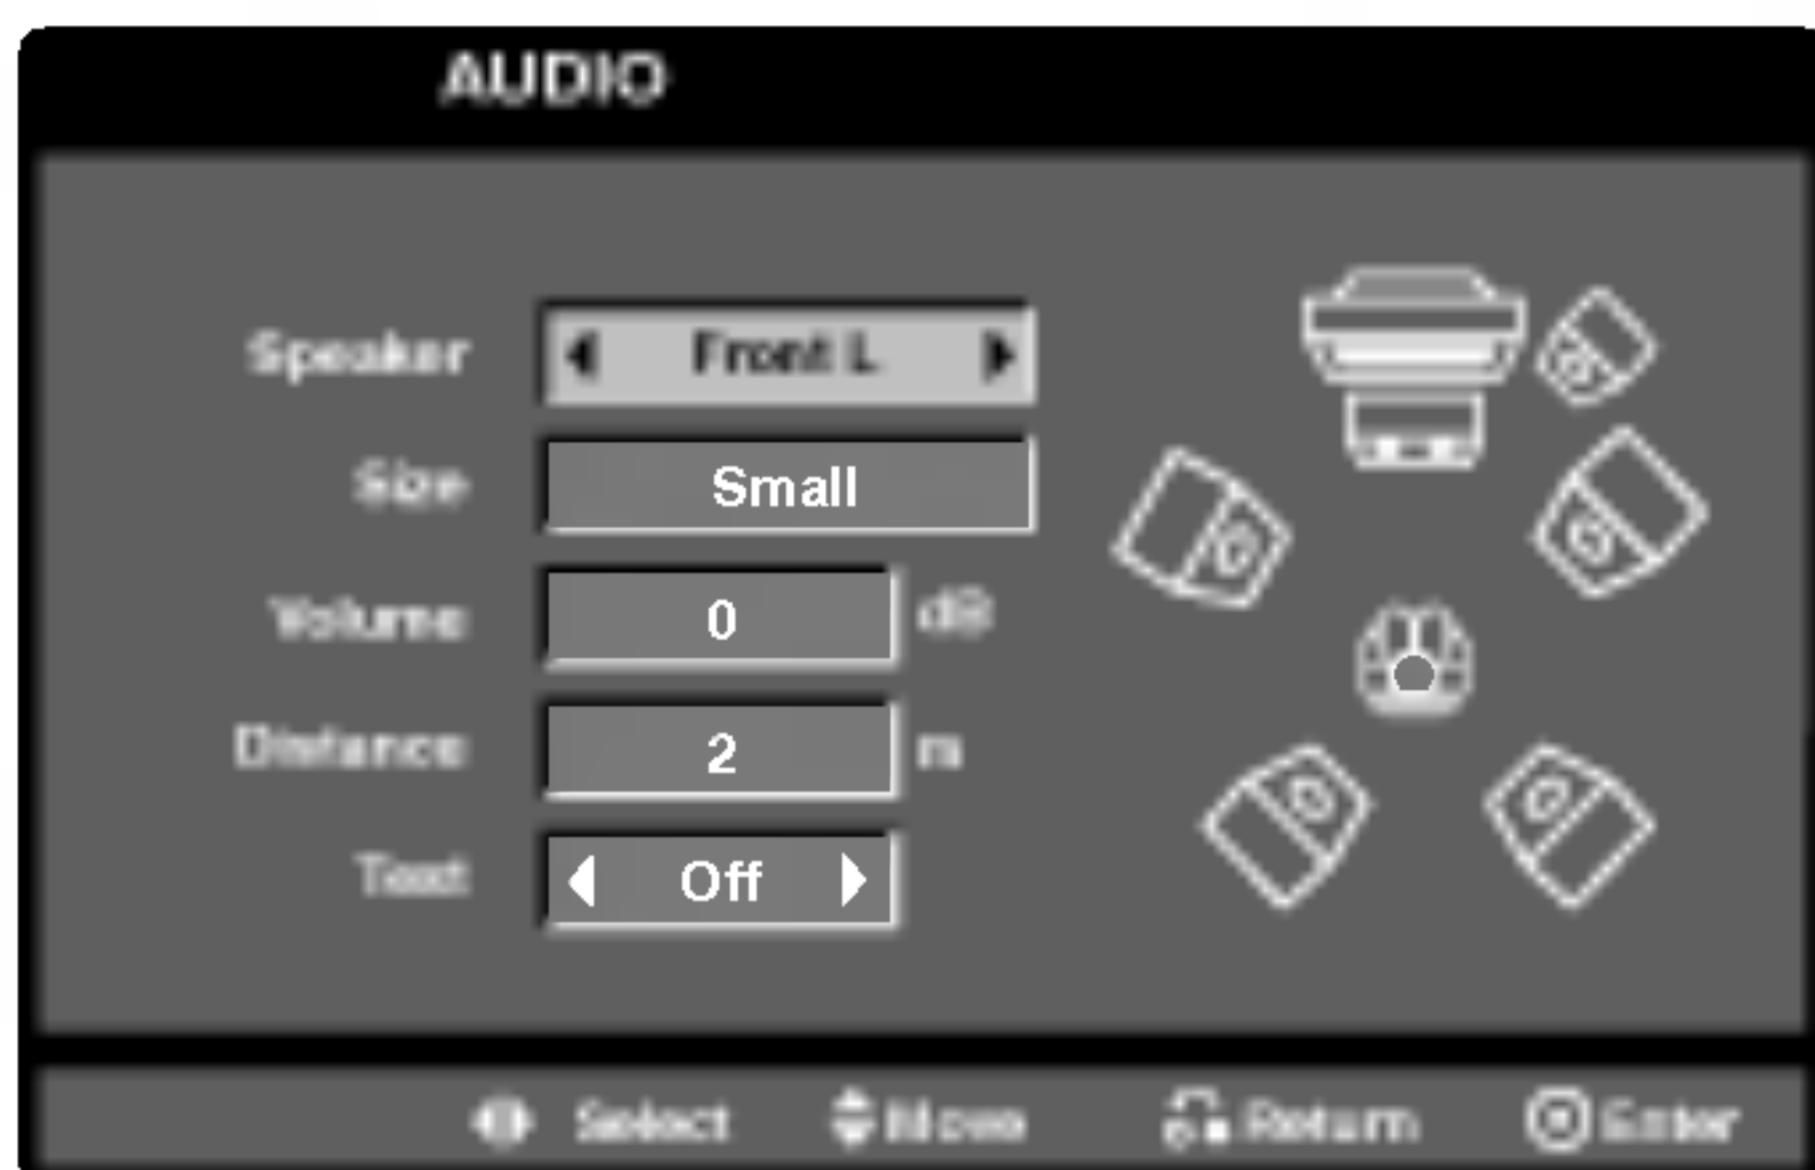 AUDIO
Speaker Front L
Size Small
Volume 0 dB
Distance 2 m
Test Off
Select Move Return Enter